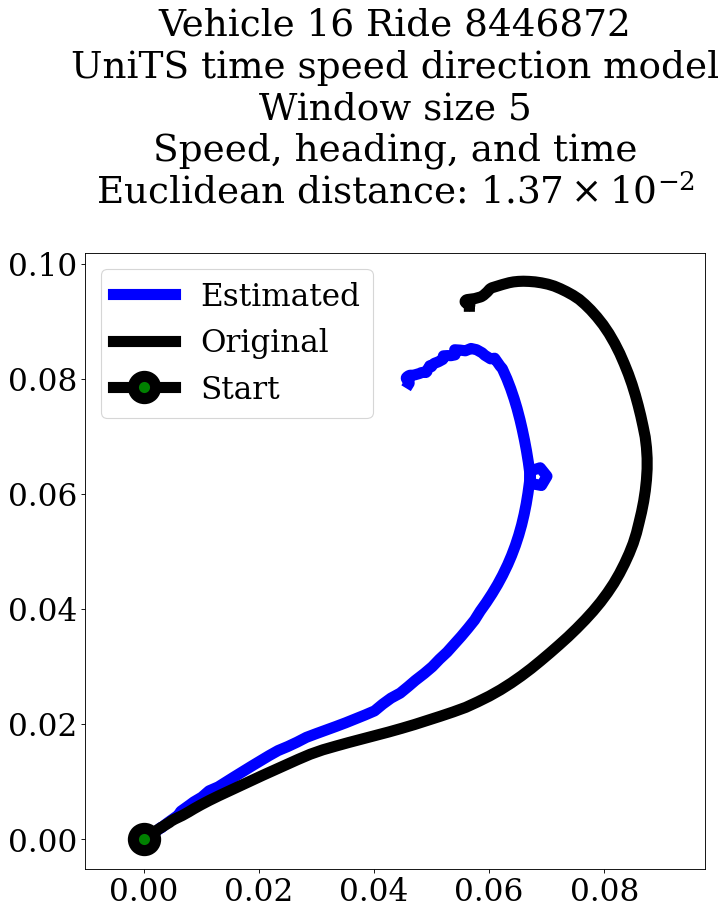 Vehicle 16 Ride 8446872
UniTS time speed direction model
Window size 5
Speed, heading, and time
Euclidean distance: 1.37 × 10⁻²
0.10
0.08
0.06
0.04
0.02
0.00
Estimated
Original
Start
0.00 0.02 0.04 0.06 0.08